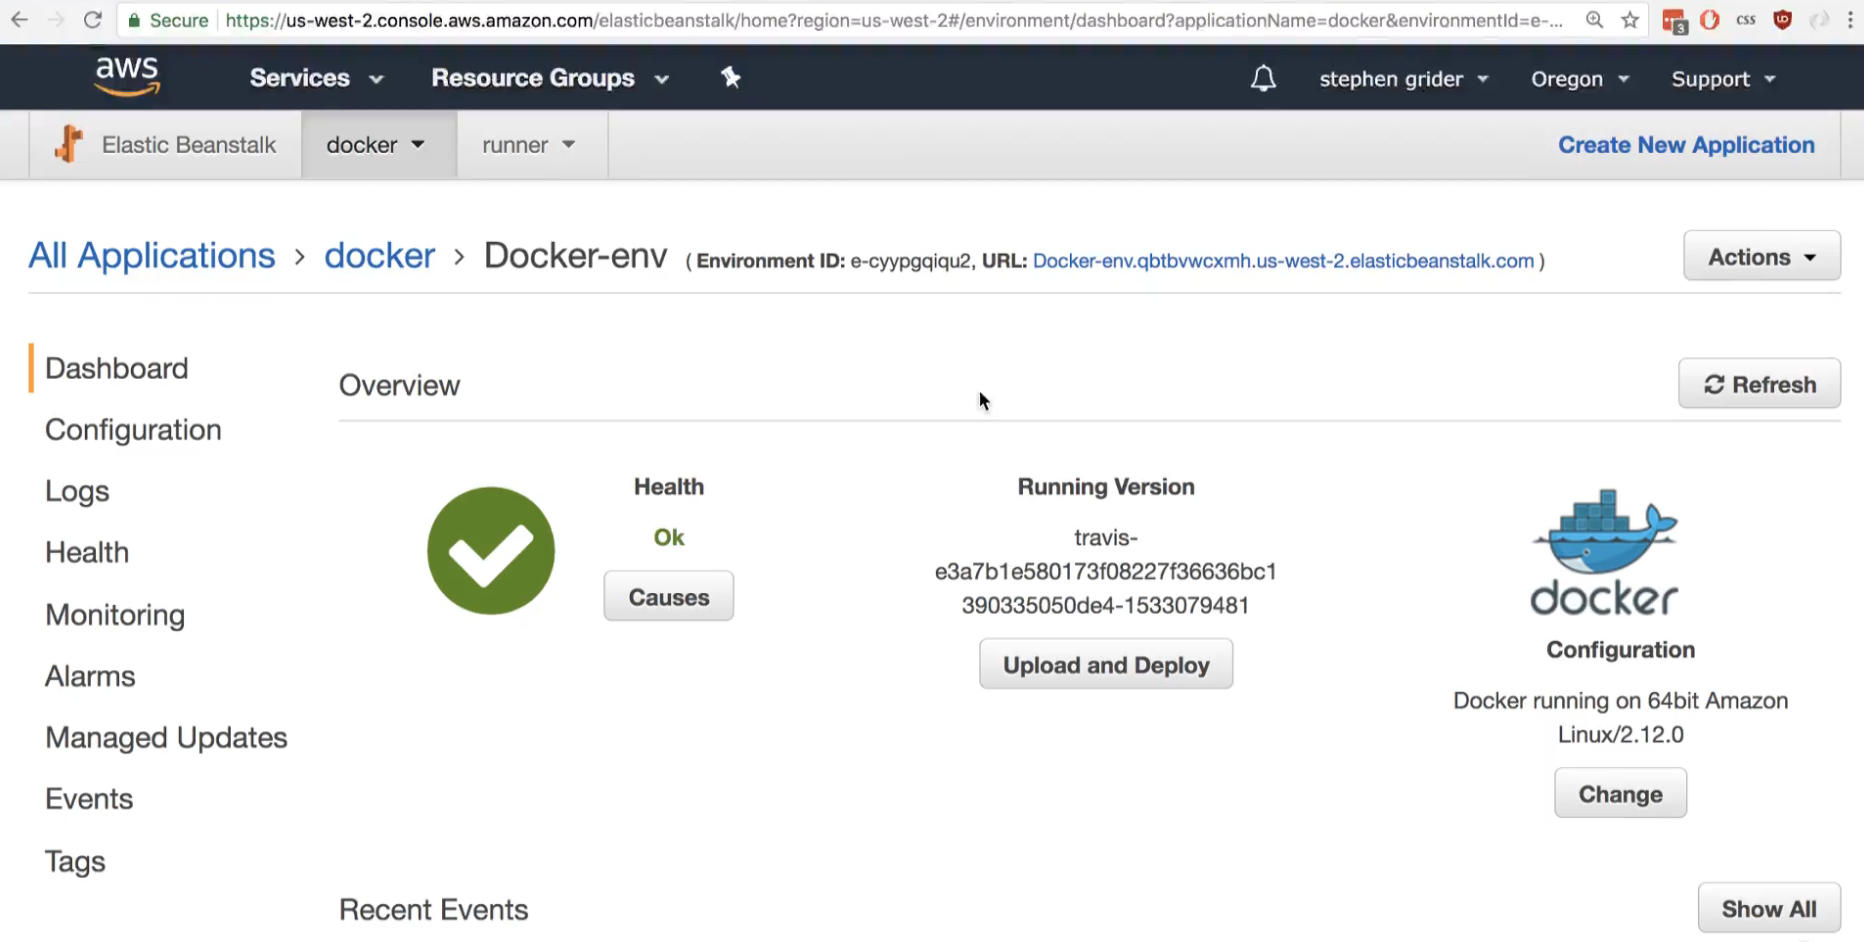 Secure https://us-west-2.console.aws.amazon.com/elasticbeanstalk/home?region=us-west-2#/environment/dashboard?applicationName=docker&environmentId=e-... 3 css
aws Services Resource Groups stephen grider Oregon Support
Elastic Beanstalk docker runner Create New Application
All Applications > docker > Docker-env ( Environment ID: e-cyypgqiqu2, URL: Docker-env.qbtbvwcxmh.us-west-2.elasticbeanstalk.com ) Actions
Dashboard
Configuration
Logs
Health
Monitoring
Alarms
Managed Updates
Events
Tags
Overview Refresh
Health
Ok
Causes
Running Version
travis-
e3a7b1e580173f08227f36636bc1
390335050de4-1533079481
Upload and Deploy
docker
Configuration
Docker running on 64bit Amazon
Linux/2.12.0
Change
Recent Events Show All